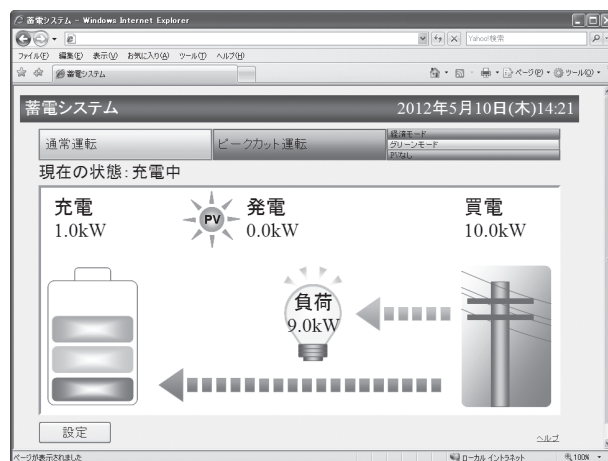 蓄電システム - Windows Internet Explorer
Yahoo!検索
ファイル(F) 編集(E) 表示(V) お気に入り(A) ツール(T) ヘルプ(H)
蓄電システム
ページ(P) ツール(O)
蓄電システム 2012年5月10日(木)14:21
通常運転 ピークカット運転 経済モード
グリーンモード
PVなし
現在の状態:充電中
充電 PV 発電 買電
1.0kW 0.0kW 10.0kW
負荷
9.0kW
設定
ヘルプ
ページが表示されました ローカル イントラネット 100%